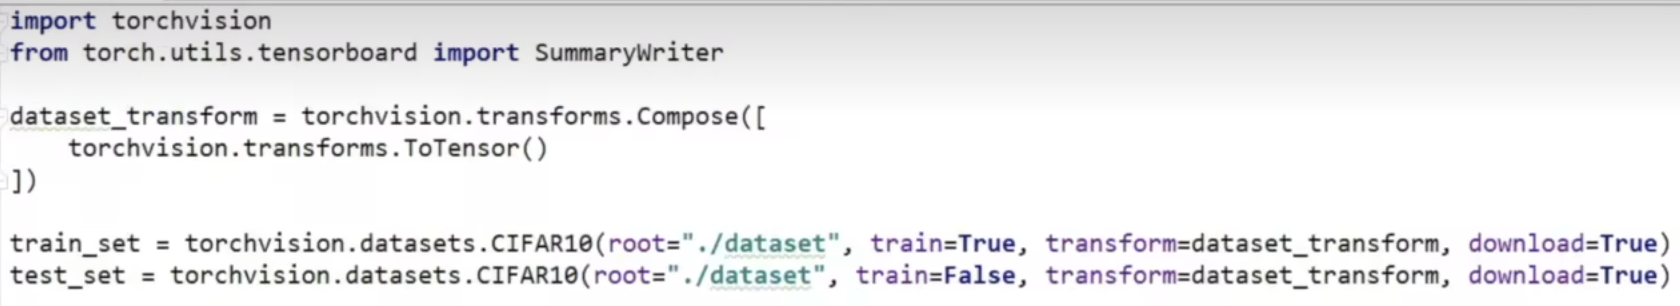 import torchvision
from torch.utils.tensorboard import SummaryWriter
dataset_transform = torchvision.transforms.Compose([
    torchvision.transforms.ToTensor()
])
train_set = torchvision.datasets.CIFAR10(root="./dataset", train=True, transform=dataset_transform, download=True)
test_set = torchvision.datasets.CIFAR10(root="./dataset", train=False, transform=dataset_transform, download=True)